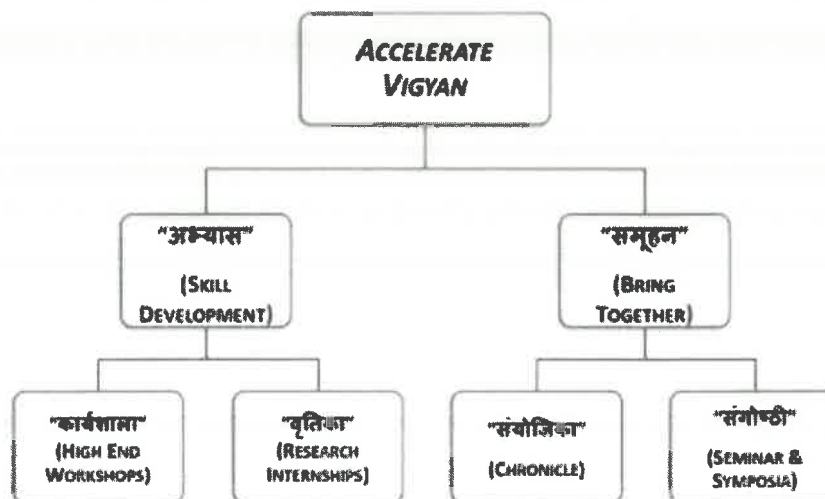 ACCELERATE
VIGYAN
"अभ्यास"
(SKILL
DEVELOPMENT)
"समूहन"
(BRING
TOGETHER)
"कार्यशाला"
(HIGH END
WORKSHOPS)
"वृतिका"
(RESEARCH
INTERNSHIPS)
"संयोजिका"
(CHRONICLE)
"संगोष्ठी"
(SEMINAR &
SYMPOSIA)